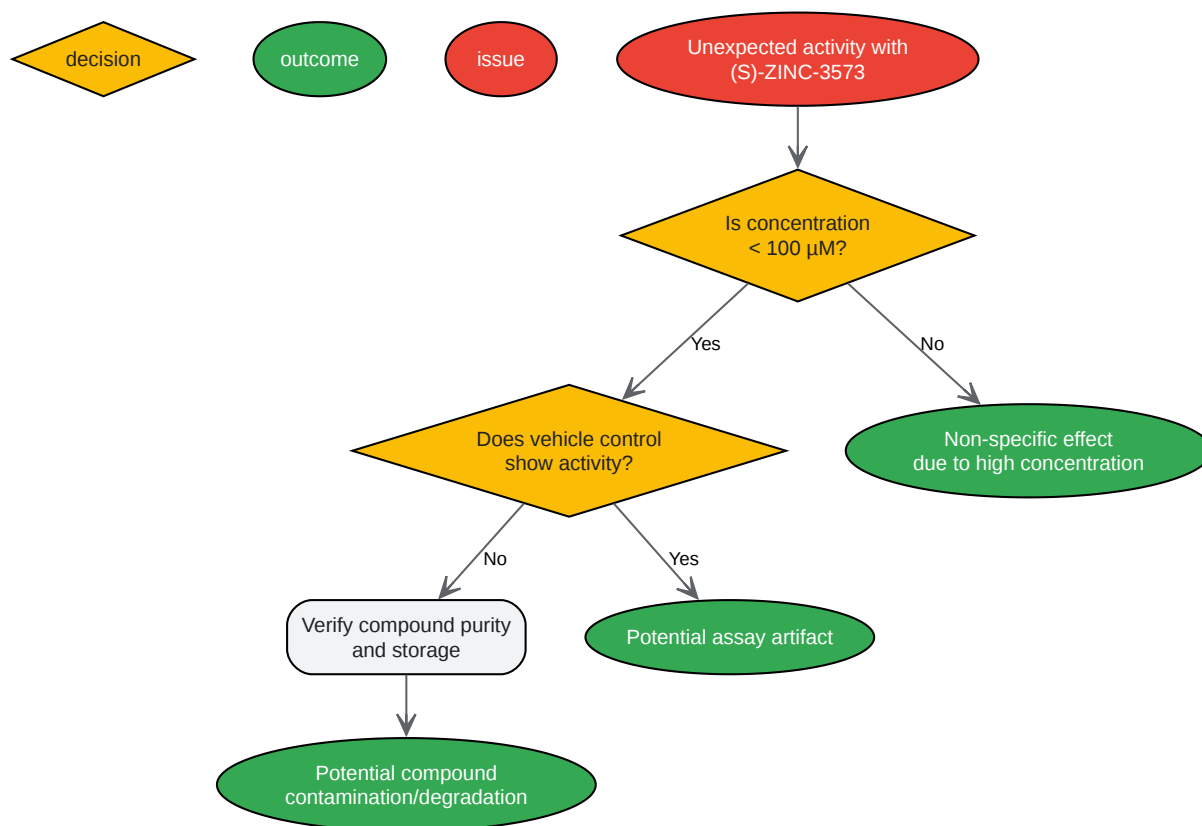 decision
outcome
issue
Unexpected activity with
(S)-ZINC-3573
Is concentration
< 100 µM?
Yes
No
Does vehicle control
show activity?
Non-specific effect
due to high concentration
No
Yes
Verify compound purity
and storage
Potential assay artifact
Potential compound
contamination/degradation